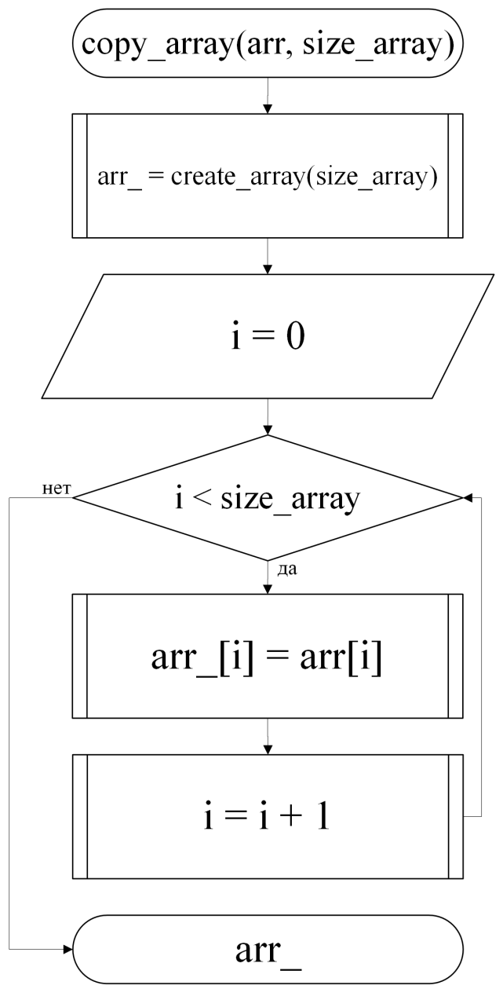 copy_array(arr, size_array)
arr_ = create_array(size_array)
i = 0
нет
i < size_array
да
arr_[i] = arr[i]
i = i + 1
arr_